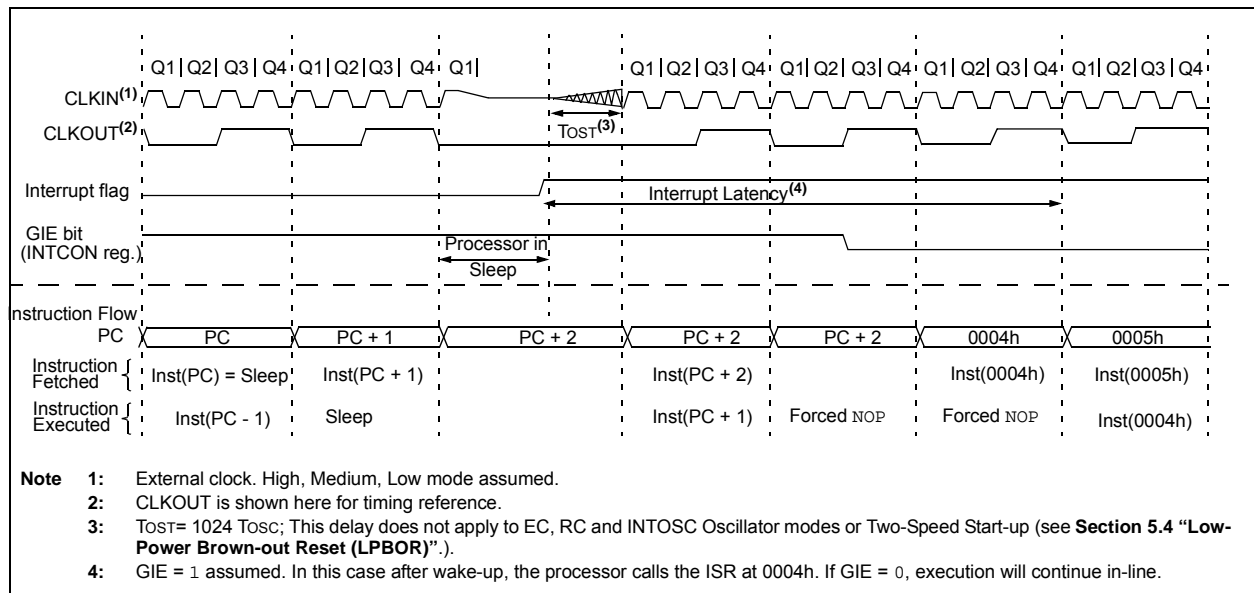 Q1| Q2| Q3| Q4 Q1| Q2| Q3| Q4 Q1| Q1| Q2| Q3| Q4 Q1| Q2| Q3| Q4 Q1| Q2| Q3| Q4 Q1| Q2| Q3| Q4
CLKIN(1)
CLKOUT(2)
TOST(3)
Interrupt flag
Interrupt Latency(4)
GIE bit
(INTCON reg.)
Processor in
Sleep
Instruction Flow
PC PC PC + 1 PC + 2 PC + 2 PC + 2 0004h 0005h
Instruction
Fetched { Inst(PC) = Sleep Inst(PC + 1) Inst(PC + 2) Inst(0004h) Inst(0005h)
Instruction
Executed { Inst(PC - 1) Sleep Inst(PC + 1) Forced NOP Forced NOP Inst(0004h)
Note 1: External clock. High, Medium, Low mode assumed.
2: CLKOUT is shown here for timing reference.
3: TOST= 1024 TOSC; This delay does not apply to EC, RC and INTOSC Oscillator modes or Two-Speed Start-up (see Section 5.4 “Low-
Power Brown-out Reset (LPBOR)”.).
4: GIE = 1 assumed. In this case after wake-up, the processor calls the ISR at 0004h. If GIE = 0, execution will continue in-line.